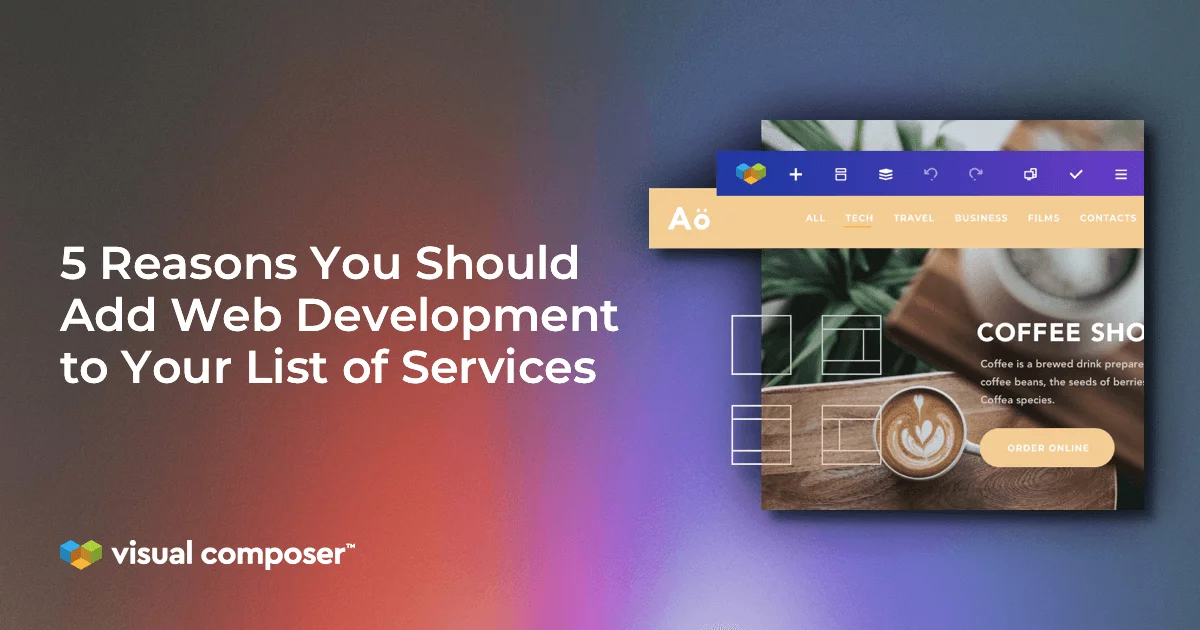 5 Reasons You Should
Add Web Development
to Your List of Services
visual composer™
Aö
ALL TECH TRAVEL BUSINESS FILMS CONTACTS
COFFEE SHO
Coffee is a brewed drink prepare
coffee beans, the seeds of berries
Coffea species.
ORDER ONLINE